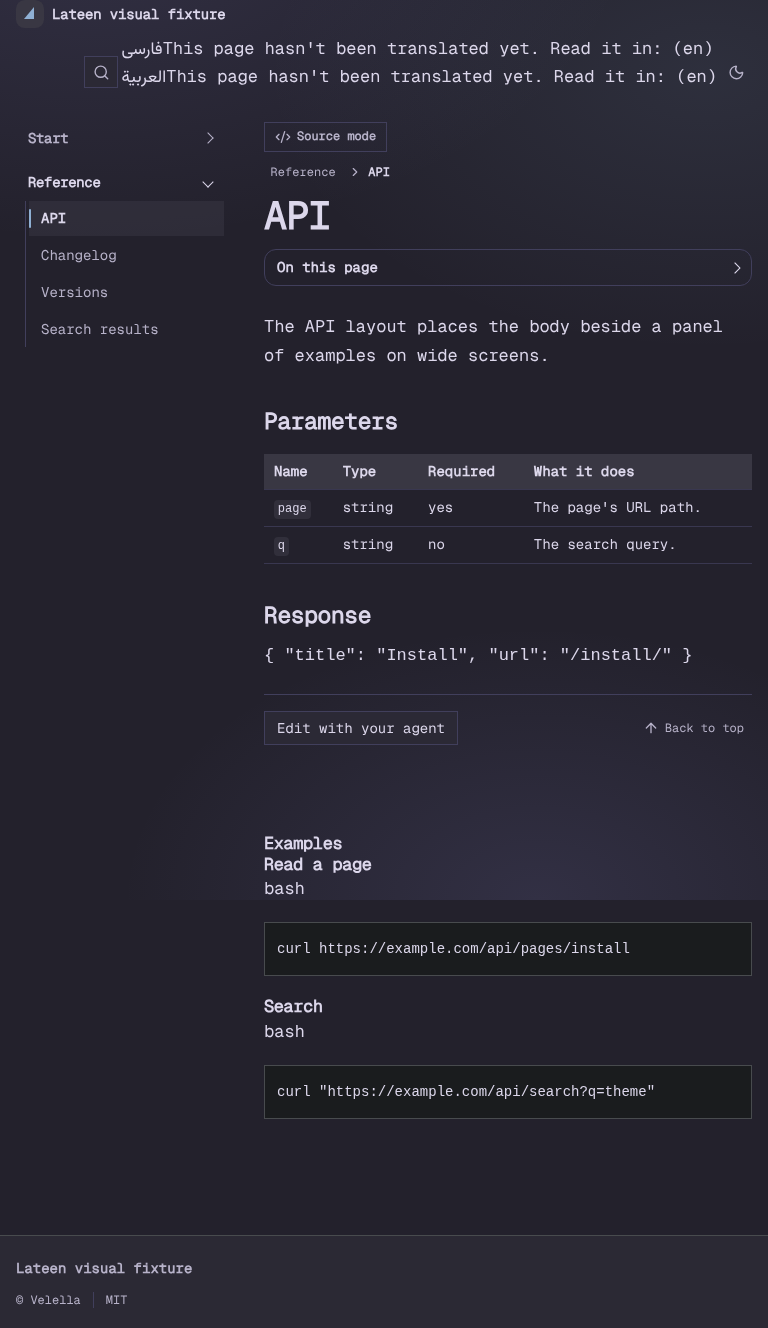 Lateen visual fixture
فارسیThis page hasn't been translated yet. Read it in: (en)
العربيةThis page hasn't been translated yet. Read it in: (en)
Start
Reference
API
Changelog
Versions
Search results
Source mode
Reference > API
API
On this page
The API layout places the body beside a panel
of examples on wide screens.
Parameters
Name Type Required What it does
page string yes The page's URL path.
q string no The search query.
Response
{ "title": "Install", "url": "/install/" }
Edit with your agent
Back to top
Examples
Read a page
bash
curl https://example.com/api/pages/install
Search
bash
curl "https://example.com/api/search?q=theme"
Lateen visual fixture
© Velella | MIT